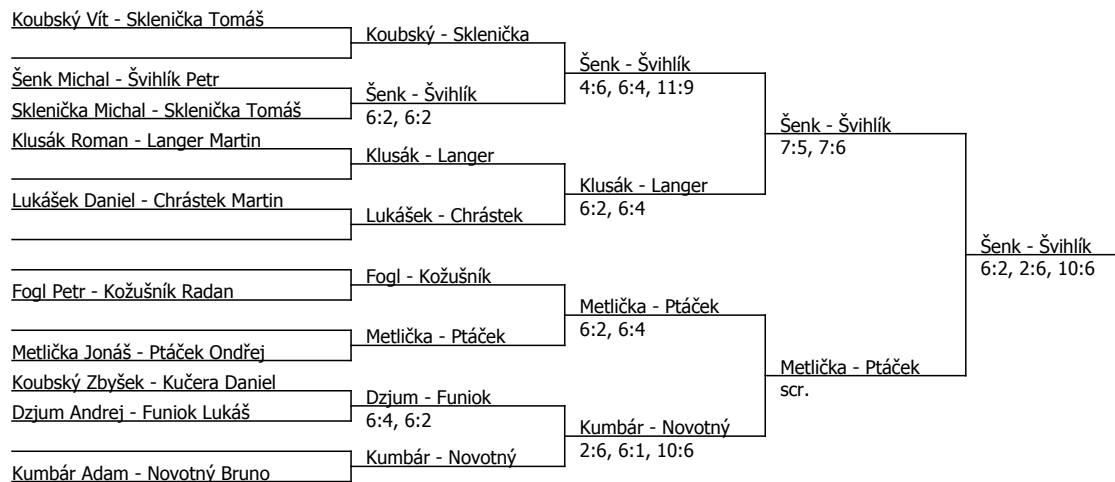 Koubský Vít - Sklenička Tomáš
Šenk Michal - Švihlík Petr
Sklenička Michal - Sklenička Tomáš
Klusák Roman - Langer Martin
Lukášek Daniel - Chrástek Martin
Fogl Petr - Kožušník Radan
Metlička Jonáš - Ptáček Ondřej
Koubský Zbyšek - Kučera Daniel
Dzjum Andrej - Funiok Lukáš
Kumbár Adam - Novotný Bruno
Koubský - Sklenička
Šenk - Švihlík
6:2, 6:2
Klusák - Langer
Lukášek - Chrástek
Fogl - Kožušník
Metlička - Ptáček
Dzjum - Funiok
6:4, 6:2
Kumbár - Novotný
Šenk - Švihlík
4:6, 6:4, 11:9
Klusák - Langer
6:2, 6:4
Metlička - Ptáček
6:2, 6:4
Kumbár - Novotný
2:6, 6:1, 10:6
Šenk - Švihlík
7:5, 7:6
Metlička - Ptáček
scr.
Šenk - Švihlík
6:2, 2:6, 10:6